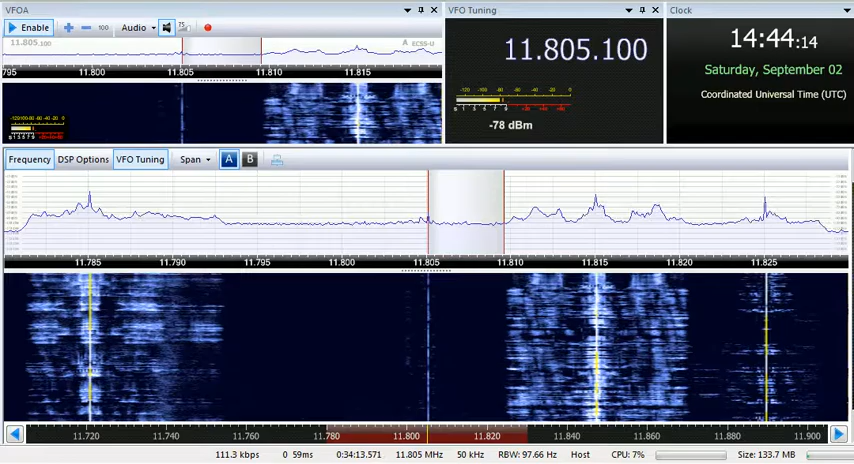 VFOA
VFO Tuning
Clock
Enable
100
Audio
75
11.805.100
A ECSS-U
795 11.800 11.805 11.810 11.815
11.805.100
-78 dBm
14:44:14
Saturday, September 02
Coordinated Universal Time (UTC)
Frequency DSP Options VFO Tuning Span A B
11.785 11.790 11.795 11.800 11.805 11.810 11.815 11.820 11.825
11.720 11.740 11.760 11.780 11.800 11.820 11.840 11.860 11.880 11.900
111.3 kbps 0 59ms 0:34:13.571 11.805 MHz 50 kHz RBW: 97.66 Hz Host CPU: 7% Size: 133.7 MB